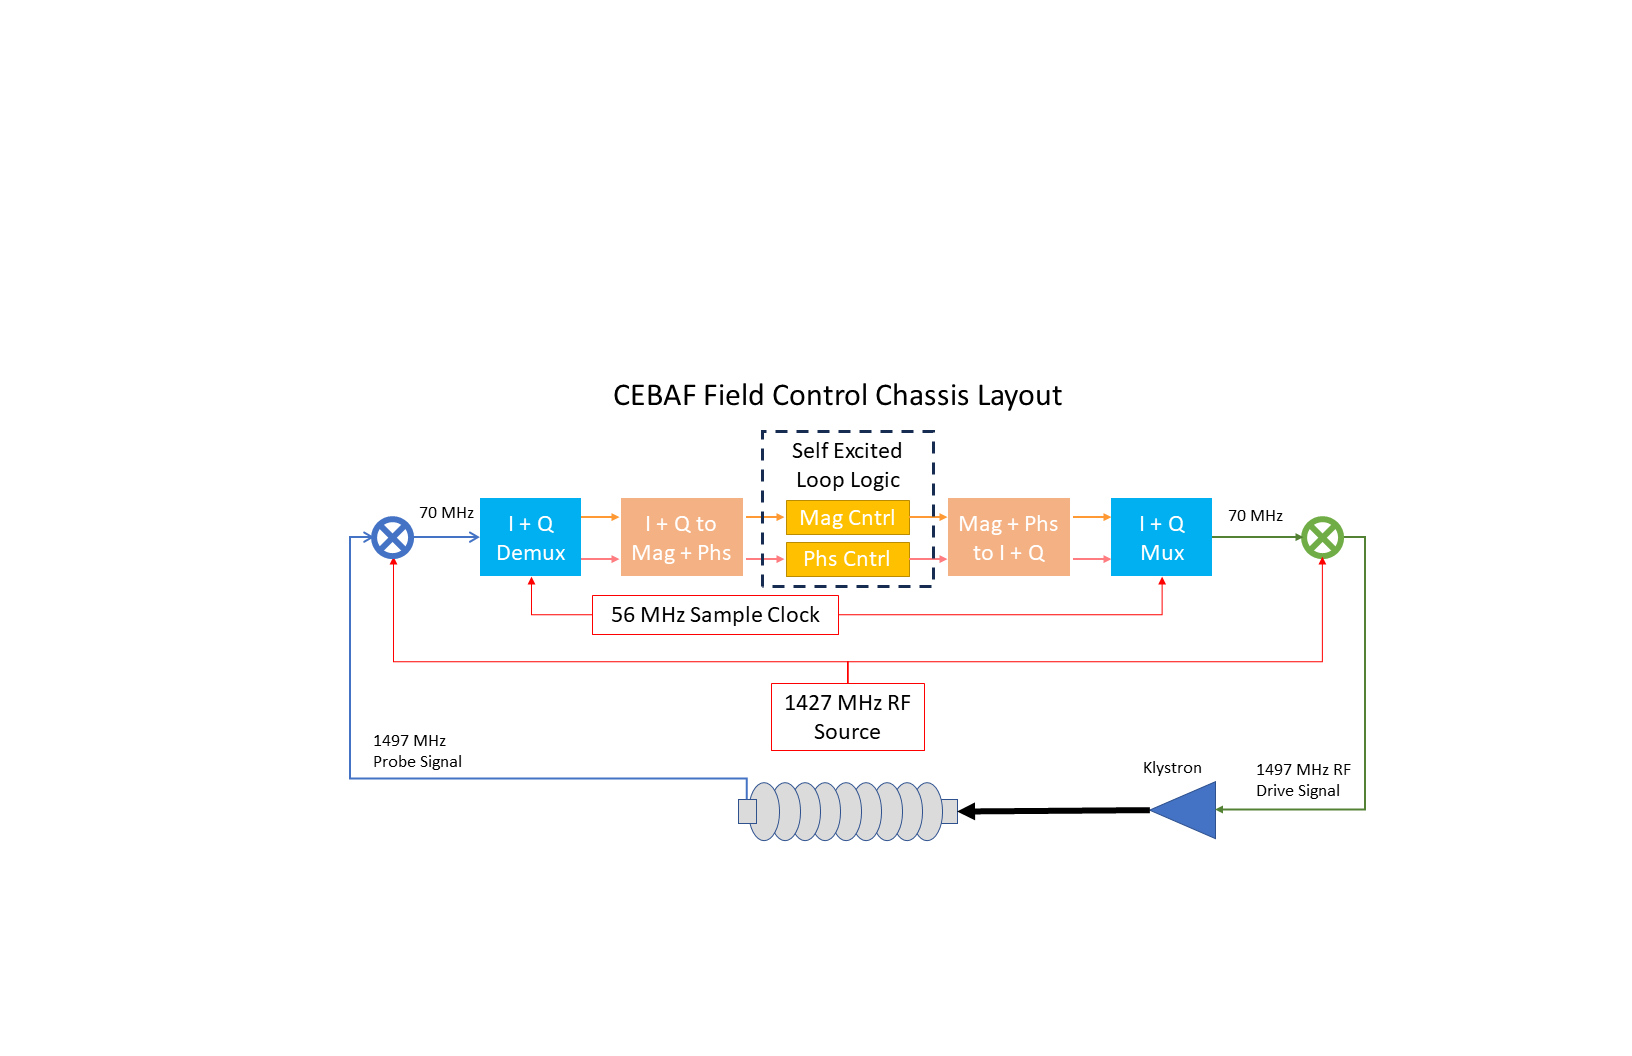 CEBAF Field Control Chassis Layout
Self Excited
Loop Logic
70 MHz
I + Q
Demux
I + Q to
Mag + Phs
Mag Cntrl
Phs Cntrl
Mag + Phs
to I + Q
I + Q
Mux
70 MHz
56 MHz Sample Clock
1427 MHz RF
Source
1497 MHz
Probe Signal
Klystron
1497 MHz RF
Drive Signal